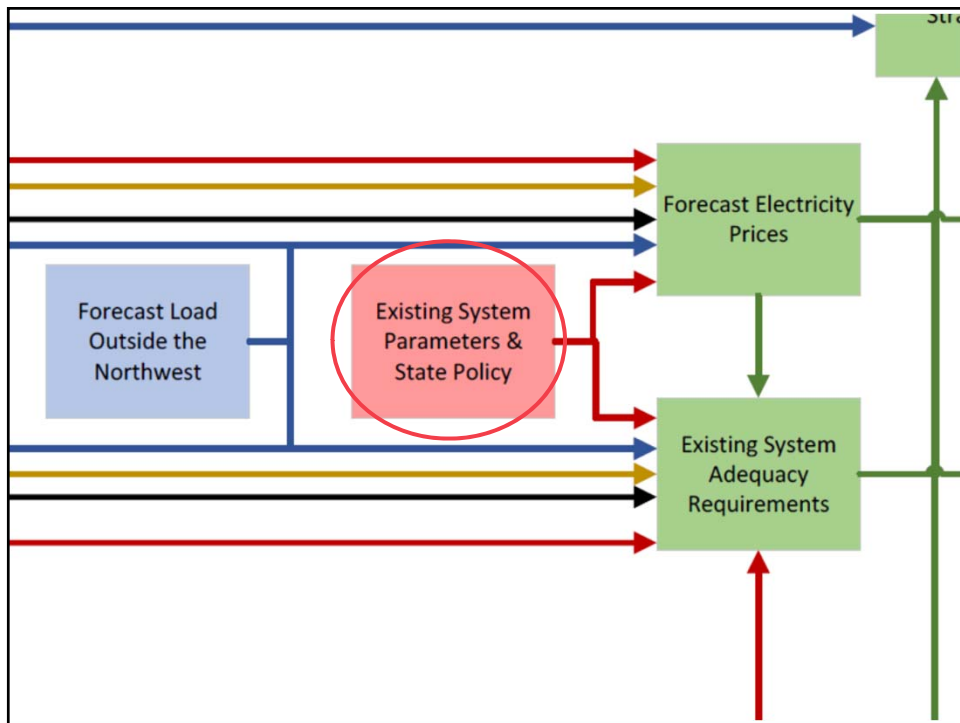 Forecast Electricity
Prices
Forecast Load
Outside the
Northwest
Existing System
Parameters &
State Policy
Existing System
Adequacy
Requirements